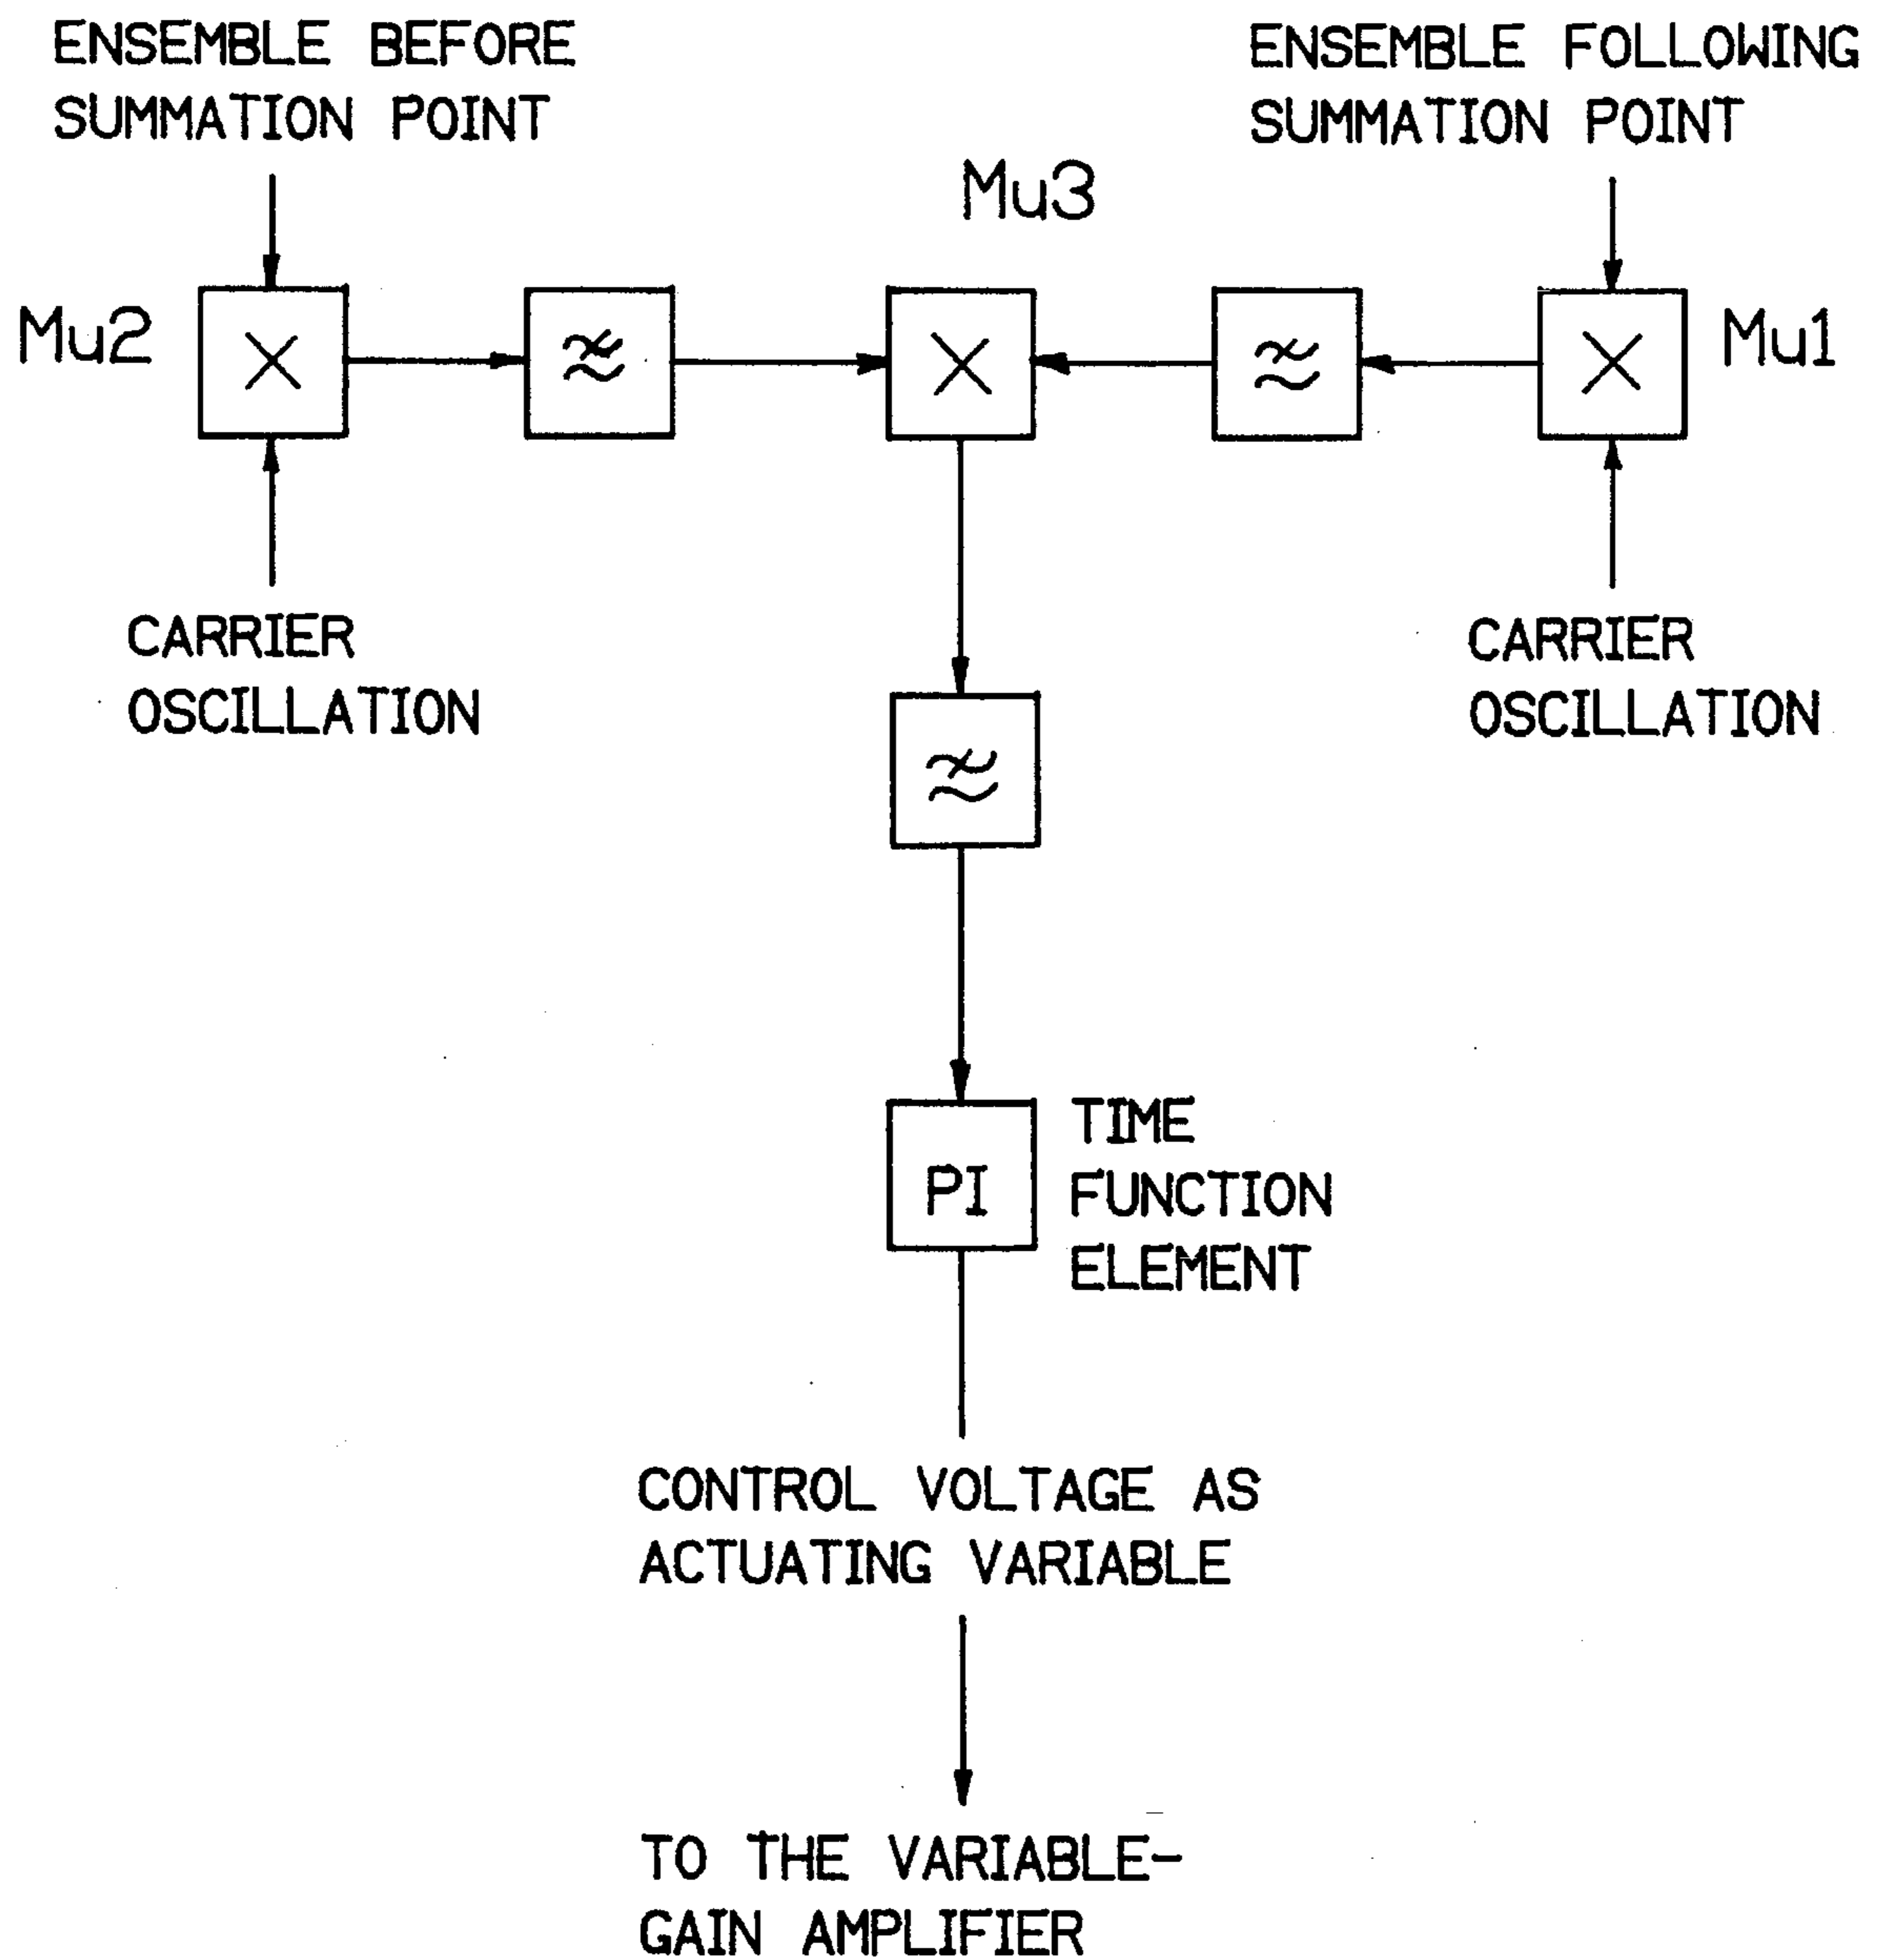 ENSEMBLE BEFORE
SUMMATION POINT
ENSEMBLE FOLLOWING
SUMMATION POINT
Mu3
Mu2
Mu1
CARRIER
OSCILLATION
CARRIER
OSCILLATION
PI
TIME
FUNCTION
ELEMENT
CONTROL VOLTAGE AS
ACTUATING VARIABLE
TO THE VARIABLE-
GAIN AMPLIFIER